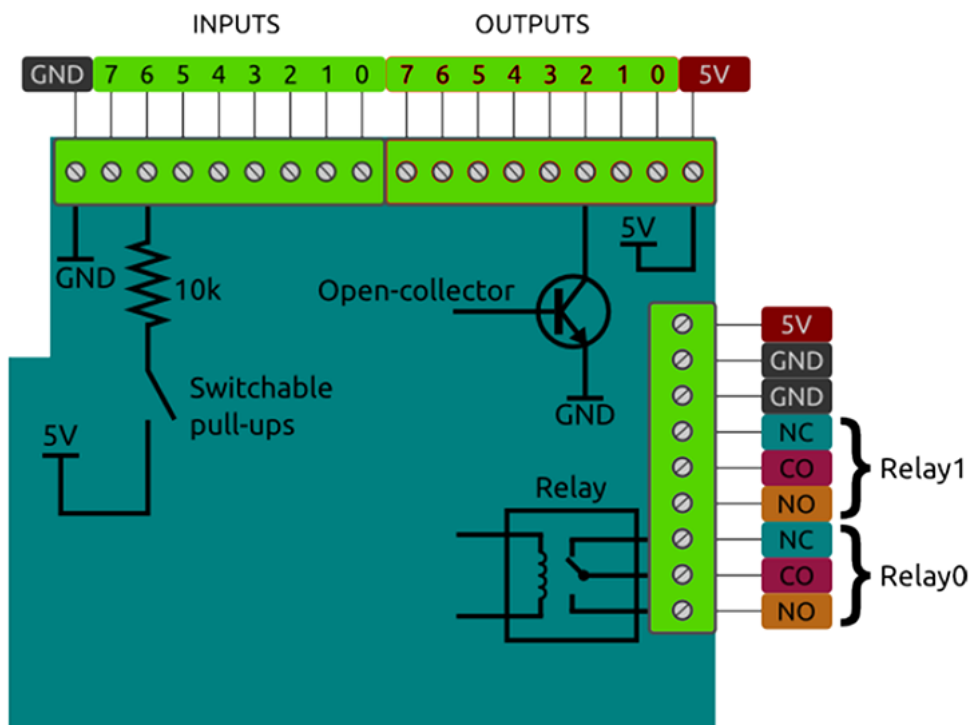 INPUTS OUTPUTS
GND 7 6 5 4 3 2 1 0 7 6 5 4 3 2 1 0 5V
5V
GND
10k
Open-collector
5V
GND
GND
Switchable
pull-ups
GND
5V
NC
CO
NO
Relay1
Relay
NC
CO
NO
Relay0